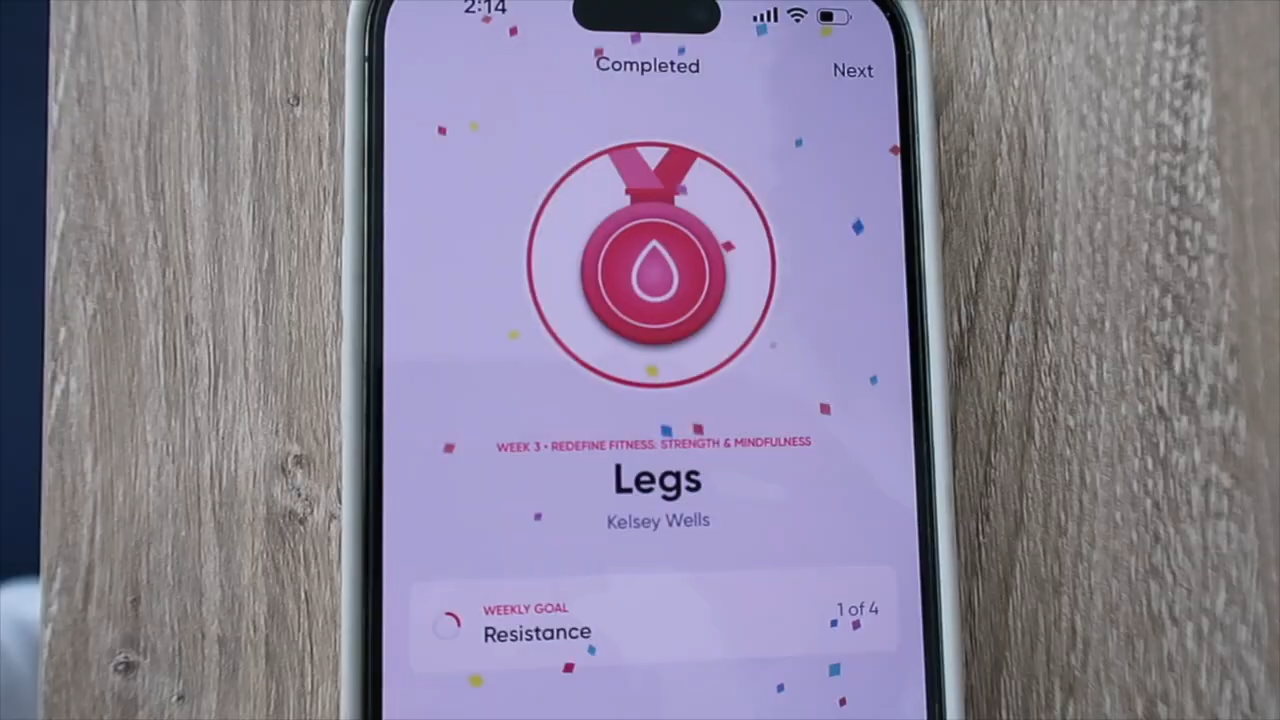 2:14
Completed
Next
WEEK 3 • REDEFINE FITNESS: STRENGTH & MINDFULNESS
Legs
Kelsey Wells
WEEKLY GOAL
1 of 4
Resistance